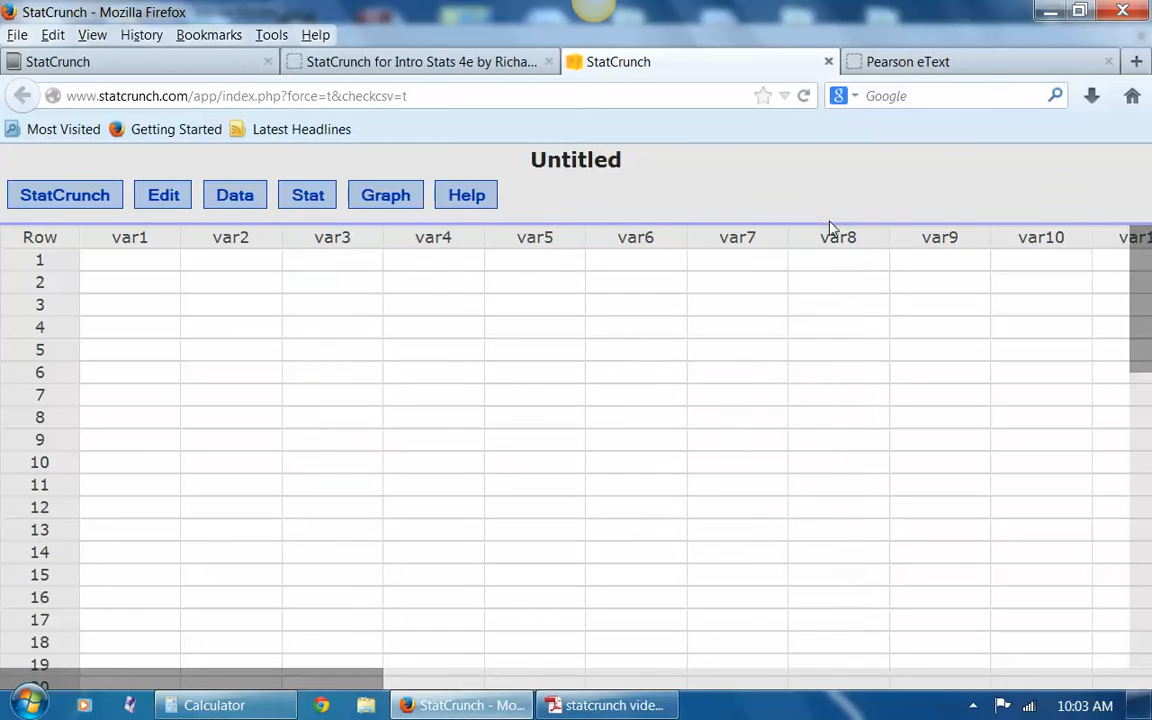 StatCrunch - Mozilla Firefox
File Edit View History Bookmarks Tools Help
StatCrunch × StatCrunch for Intro Stats 4e by Richa... × StatCrunch × Pearson eText × +
www.statcrunch.com/app/index.php?force=t&checkcsv=t Google
Most Visited Getting Started Latest Headlines
Untitled
StatCrunch Edit Data Stat Graph Help
Row var1 var2 var3 var4 var5 var6 var7 var8 var9 var10 var1
1
2
3
4
5
6
7
8
9
10
11
12
13
14
15
16
17
18
19
20
Calculator StatCrunch - Mo... statcrunch vide... 10:03 AM